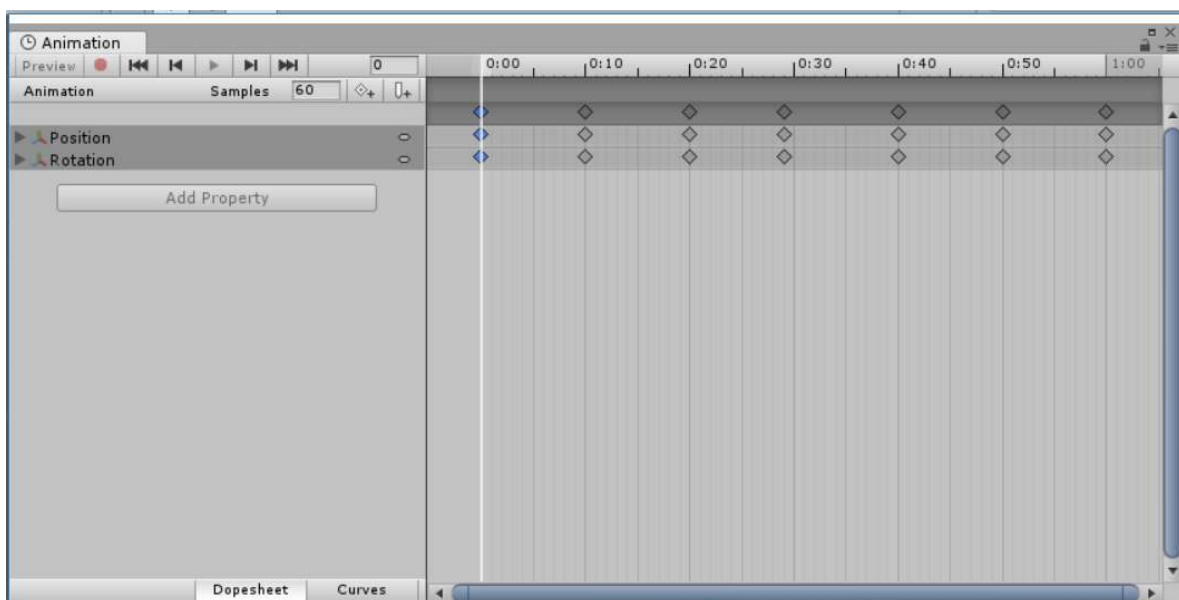 Animation
Preview 0 0:00 0:10 0:20 0:30 0:40 0:50 1:00
Animation Samples 60
Position
Rotation
Add Property
Dopesheet Curves